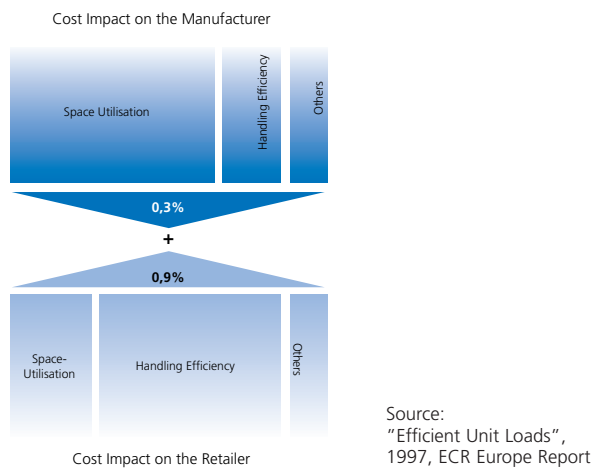 Cost Impact on the Manufacturer
Space Utilisation
Handling Efficiency
Others
0,3%
+
0,9%
Space-
Utilisation
Handling Efficiency
Others
Cost Impact on the Retailer
Source:
”Efficient Unit Loads”,
1997, ECR Europe Report